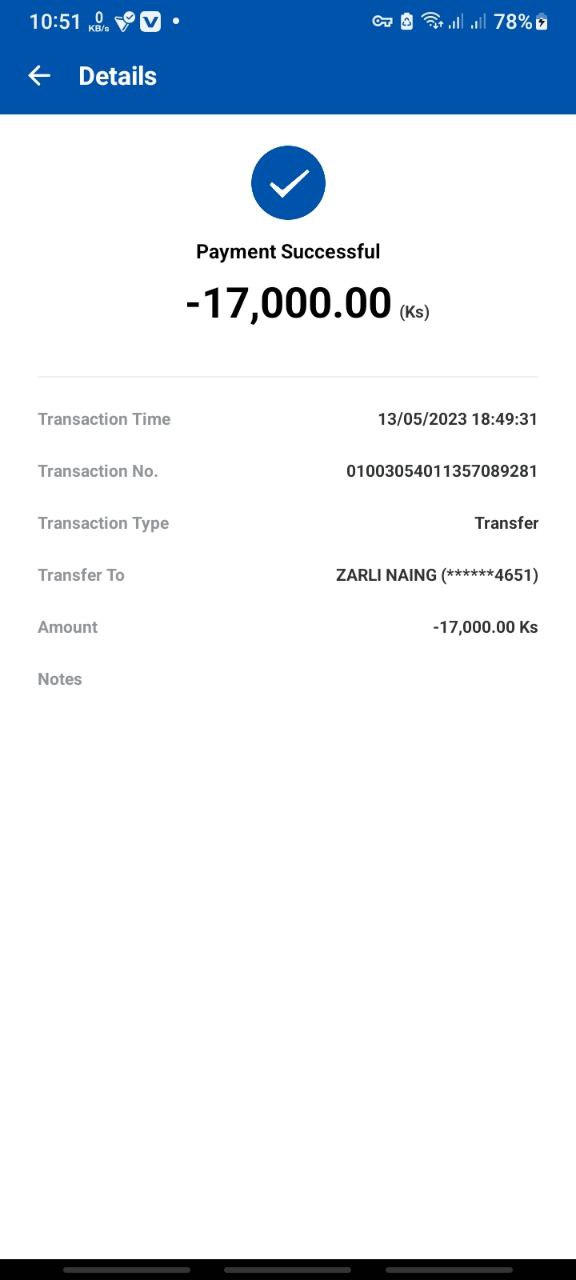 10:51 0 KB/s V 78%
Details
Payment Successful
-17,000.00 (Ks)
Transaction Time 13/05/2023 18:49:31
Transaction No. 01003054011357089281
Transaction Type Transfer
Transfer To ZARLI NAING (******4651)
Amount -17,000.00 Ks
Notes